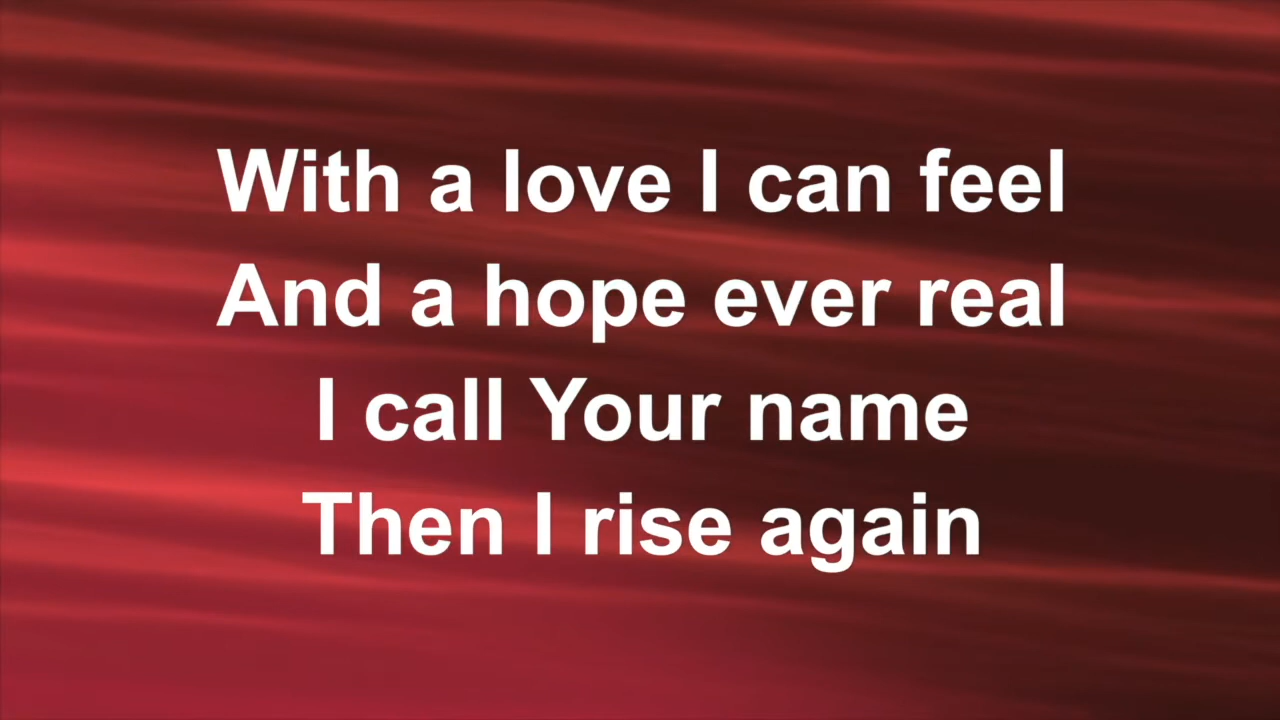 With a love I can feel
And a hope ever real
I call Your name
Then I rise again